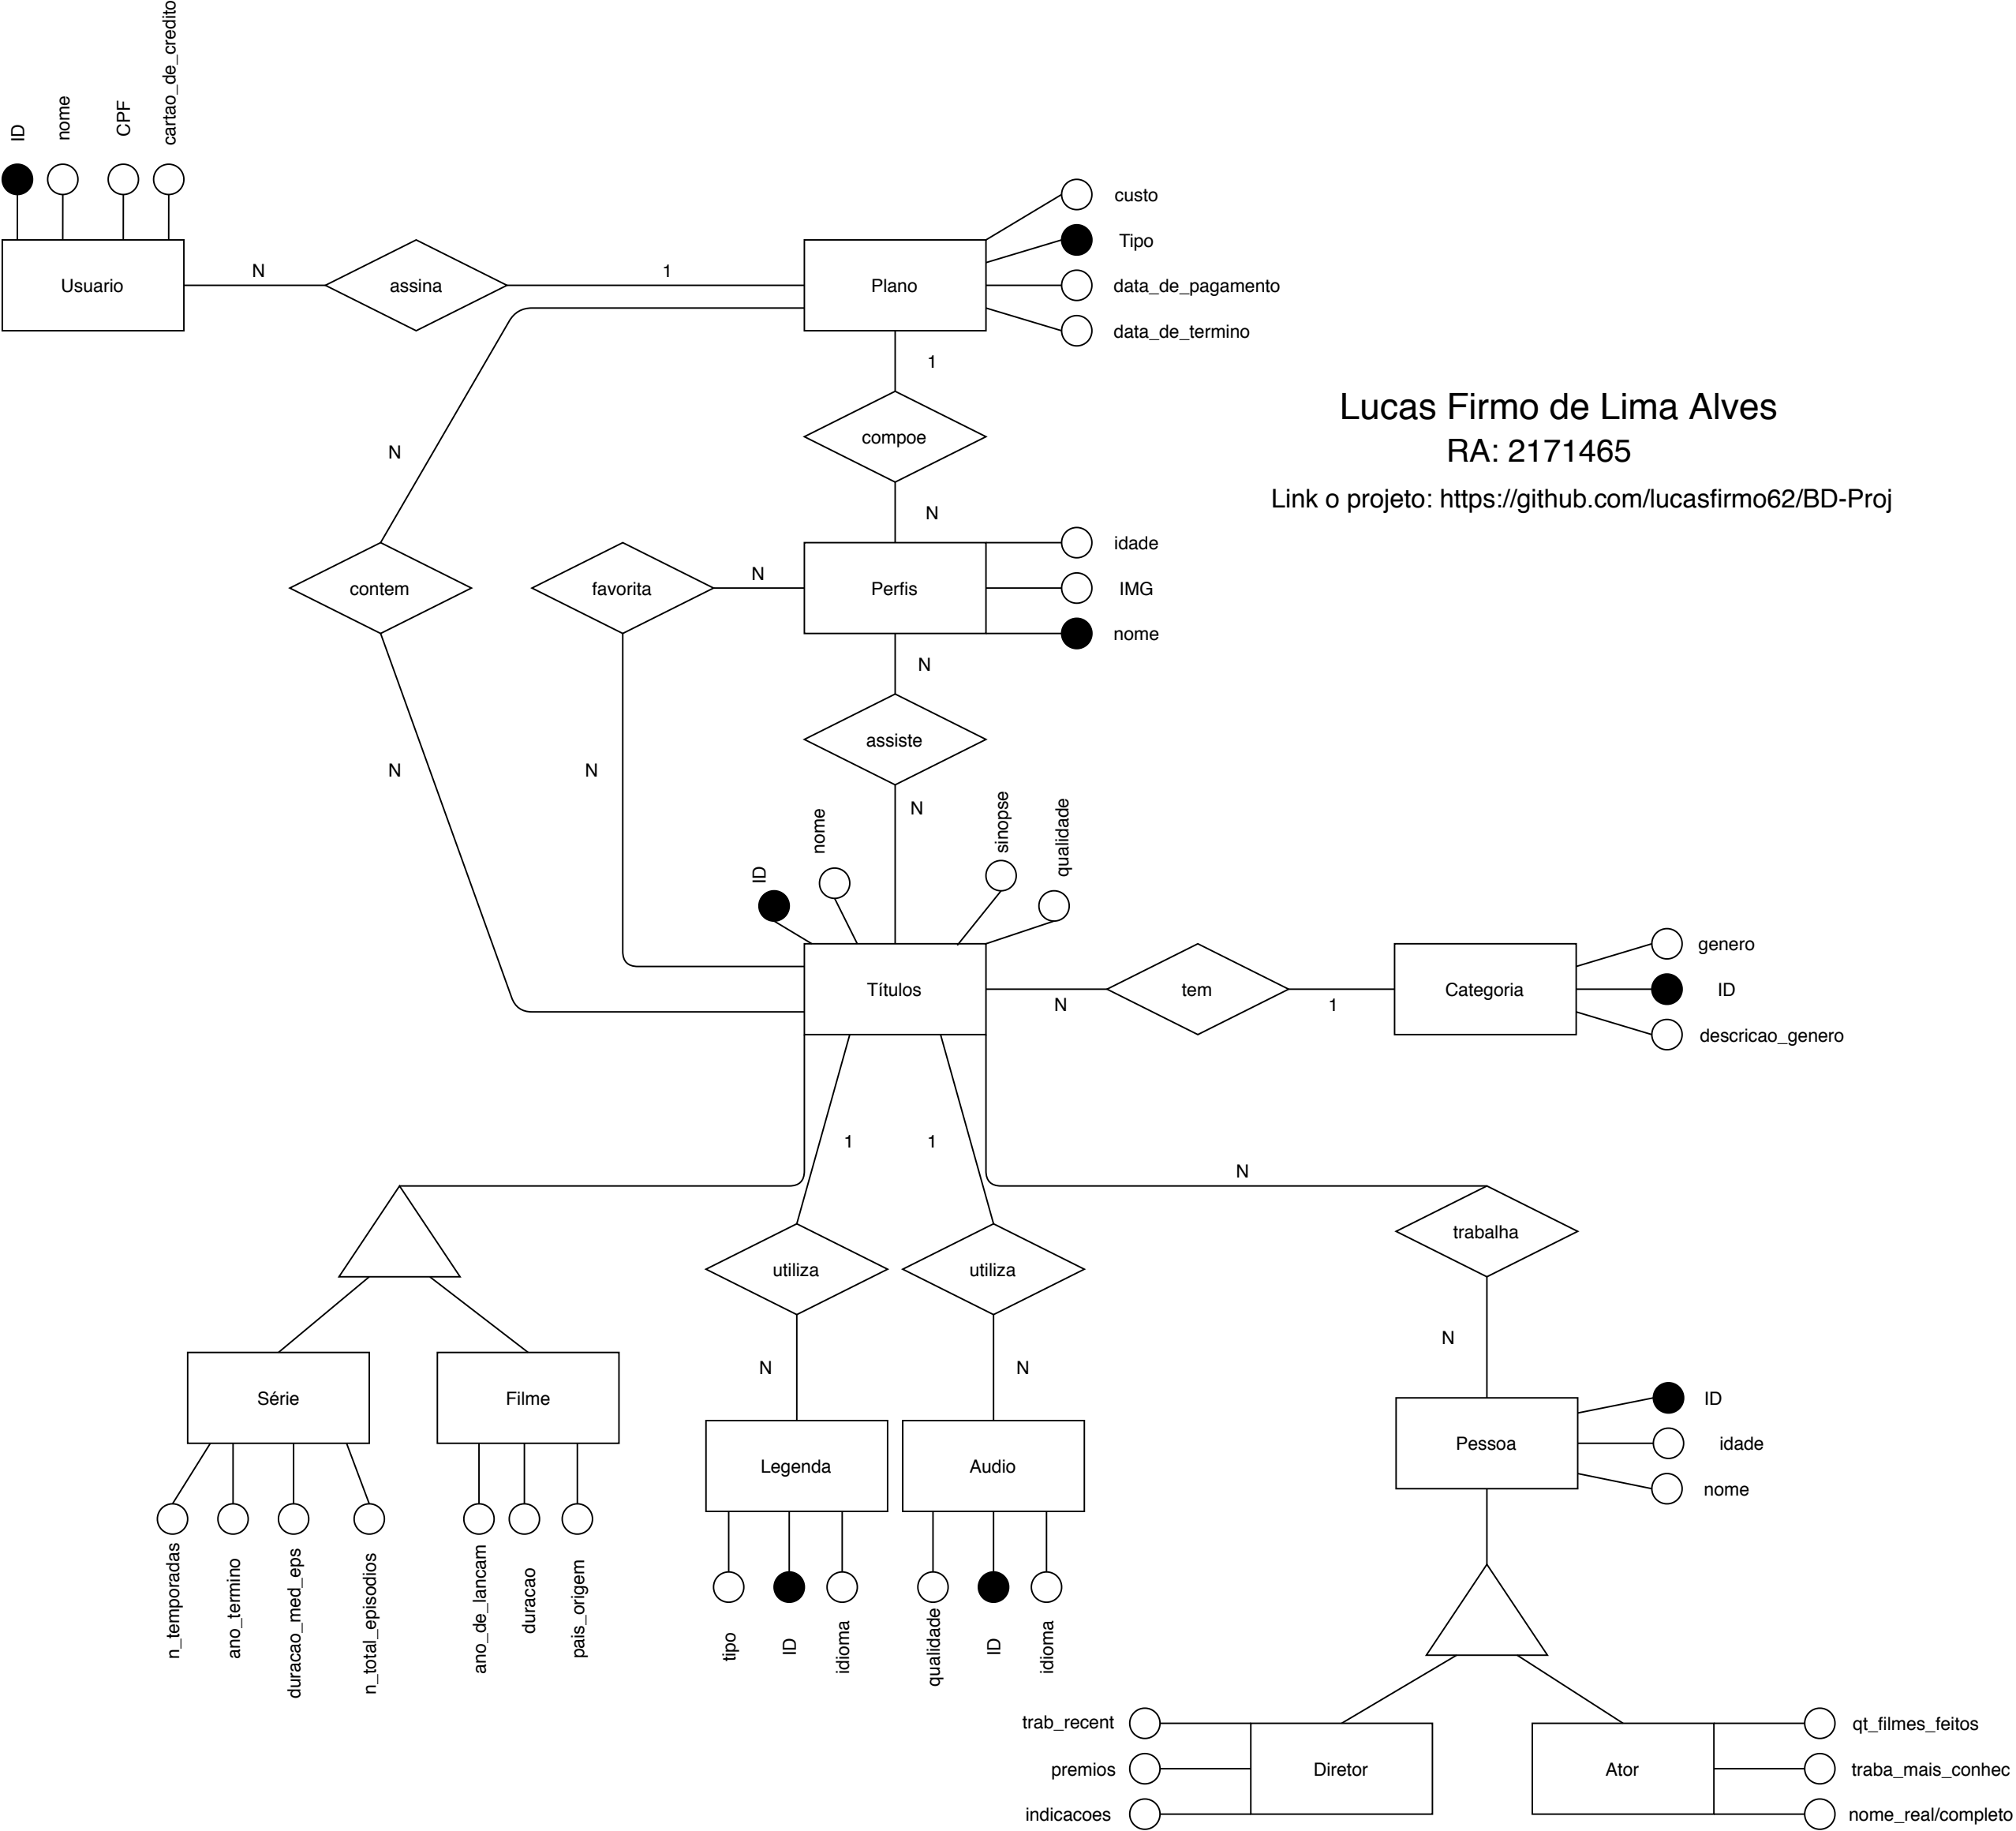 ID
nome
CPF
cartao_de_credito
Usuario
N
assina
1
Plano
custo
Tipo
data_de_pagamento
data_de_termino
1
compoe
N
Lucas Firmo de Lima Alves
RA: 2171465
Link o projeto: https://github.com/lucasfirmo62/BD-Proj
N
contem
N
favorita
N
N
Perfis
idade
IMG
nome
N
assiste
N
ID
nome
sinopse
qualidade
Títulos
N
tem
1
Categoria
genero
ID
descricao_genero
1
1
N
utiliza
utiliza
trabalha
N
N
N
Série
Filme
Legenda
Audio
Pessoa
ID
idade
nome
n_temporadas
ano_termino
duracao_med_eps
n_total_episodios
ano_de_lancam
duracao
pais_origem
tipo
ID
idioma
qualidade
ID
idioma
trab_recent
premios
indicacoes
Diretor
Ator
qt_filmes_feitos
traba_mais_conhec
nome_real/completo